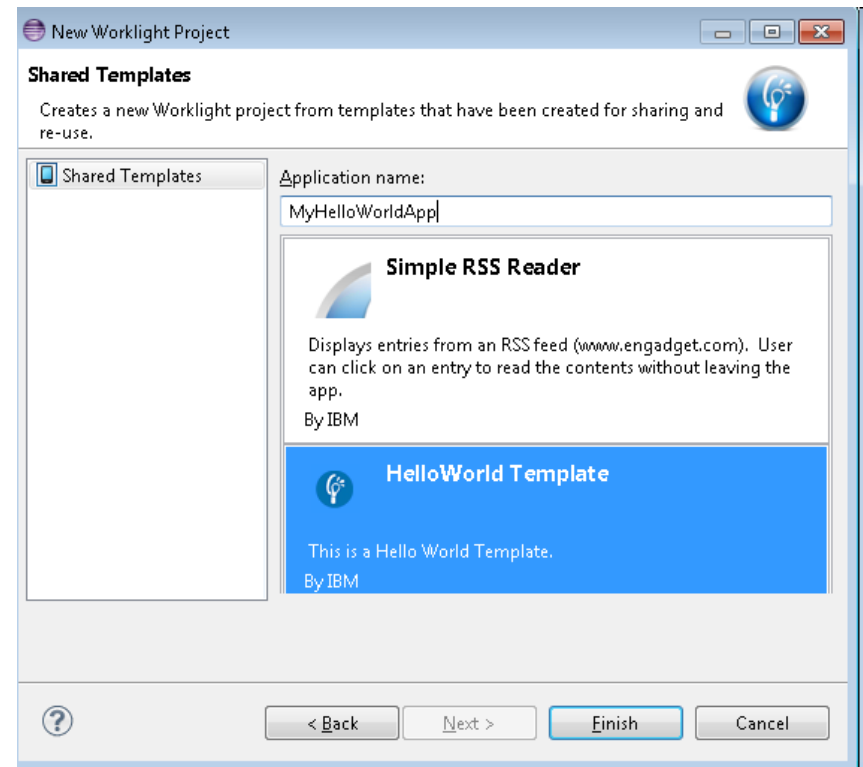 New Worklight Project
Shared Templates
Creates a new Worklight project from templates that have been created for sharing and
re-use.
Shared Templates
Application name:
MyHelloWorldApp
Simple RSS Reader
Displays entries from an RSS feed (www.engadget.com). User
can click on an entry to read the contents without leaving the
app.
By IBM
HelloWorld Template
This is a Hello World Template.
By IBM
?
< Back
Next >
Finish
Cancel